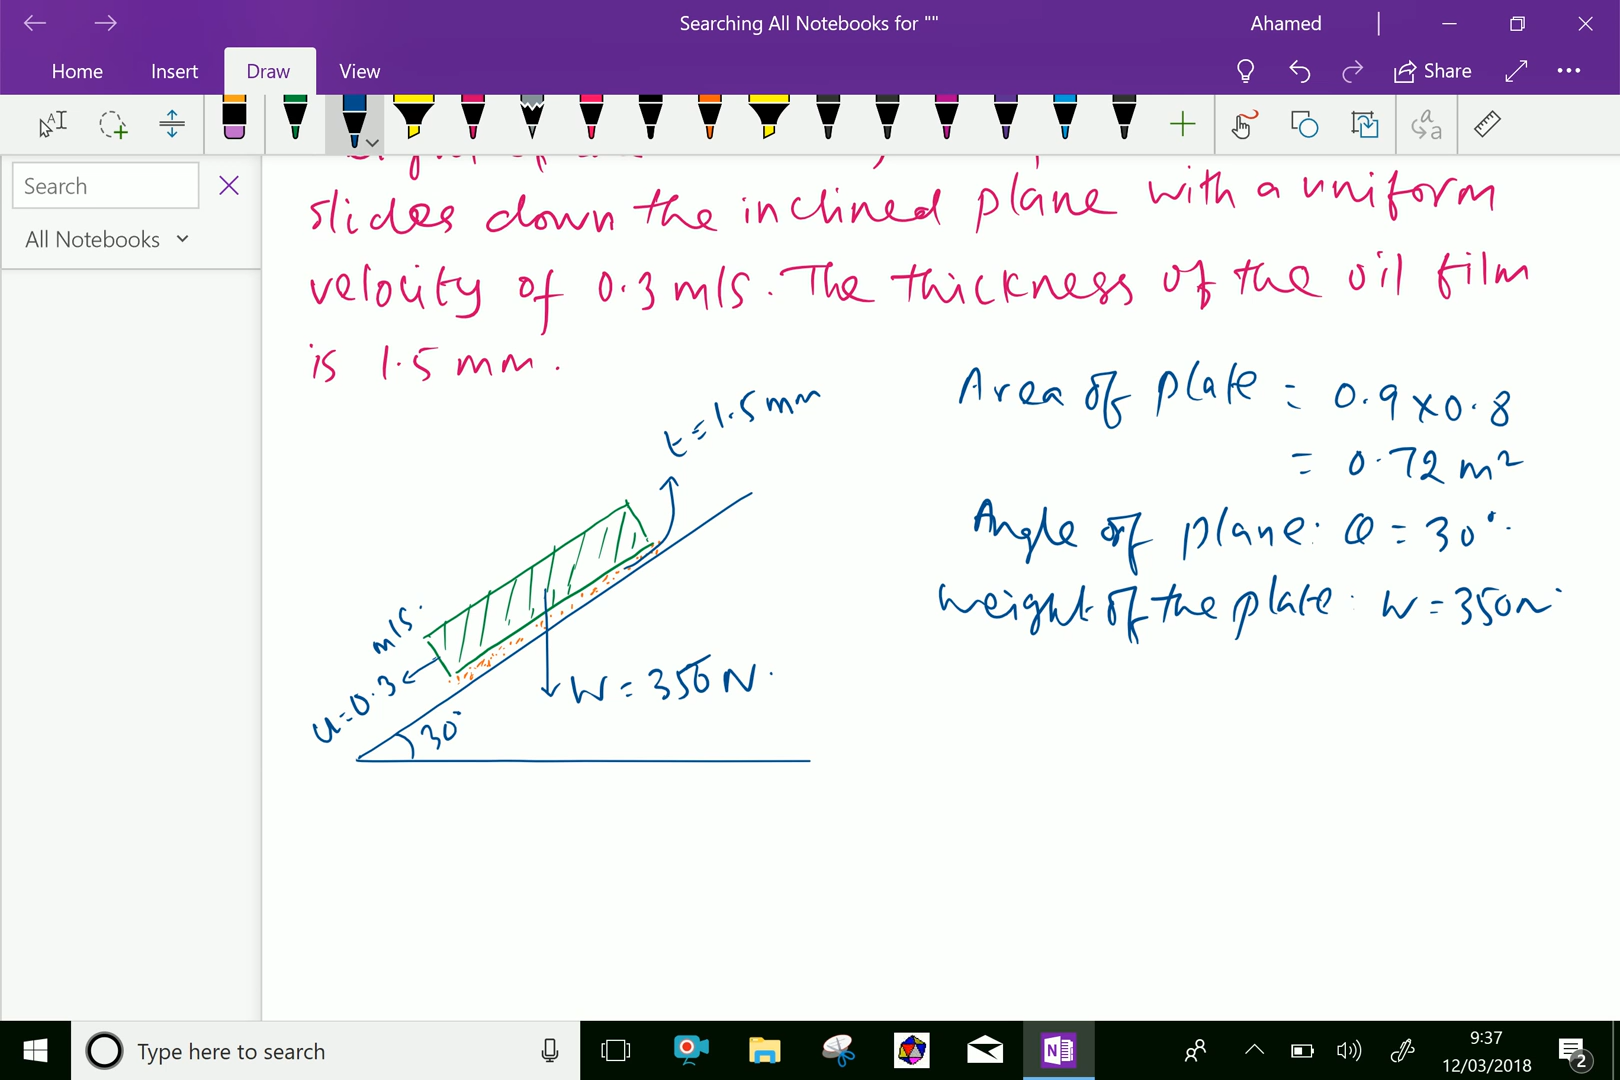 Searching All Notebooks for ""
Ahamed
Home
Insert
Draw
View
Share
Search
All Notebooks
slides down the inclined plane with a uniform
velocity of 0.3 m/s. The thickness of the oil film
is 1.5 mm.
t = 1.5 mm
u = 0.3 m/s.
30°
W = 350 N.
Area of plate = 0.9 x 0.8
= 0.72 m²
Angle of plane: θ = 30°.
Weight of the plate: W = 350N.
Type here to search
9:37
12/03/2018
2